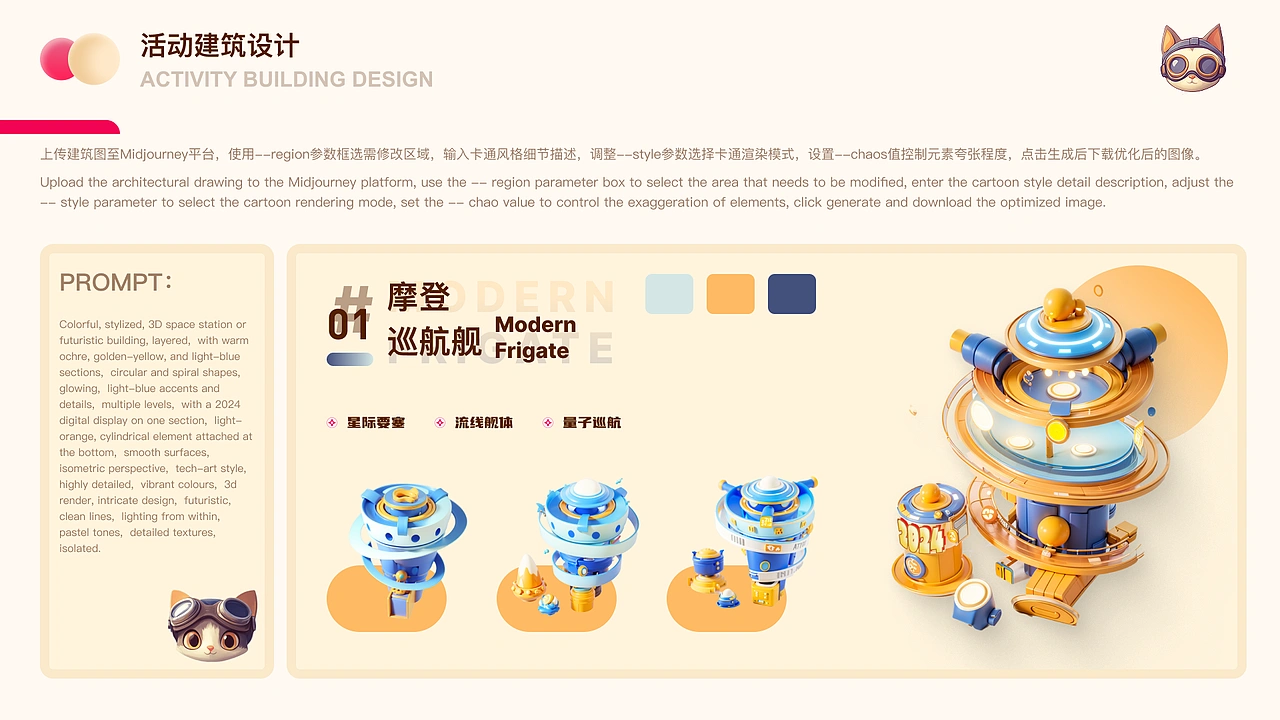 活动建筑设计
ACTIVITY BUILDING DESIGN
上传建筑图至Midjourney平台，使用--region参数框选需修改区域，输入卡通风格细节描述，调整--style参数选择卡通渲染模式，设置--chaos值控制元素夸张程度，点击生成后下载优化后的图像。
Upload the architectural drawing to the Midjourney platform, use the -- region parameter box to select the area that needs to be modified, enter the cartoon style detail description, adjust the
-- style parameter to select the cartoon rendering mode, set the -- chao value to control the exaggeration of elements, click generate and download the optimized image.
PROMPT：
Colorful, stylized, 3D space station or
futuristic building, layered, with warm
ochre, golden-yellow, and light-blue
sections, circular and spiral shapes,
glowing, light-blue accents and
details, multiple levels, with a 2024
digital display on one section, light-
orange, cylindrical element attached at
the bottom, smooth surfaces,
isometric perspective, tech-art style,
highly detailed, vibrant colours, 3d
render, intricate design, futuristic,
clean lines, lighting from within,
pastel tones, detailed textures,
isolated.
#
01
摩登
巡航舰
MODERN
FRIGATE
Modern
Frigate
星际要塞
流线舰体
量子巡航
2024